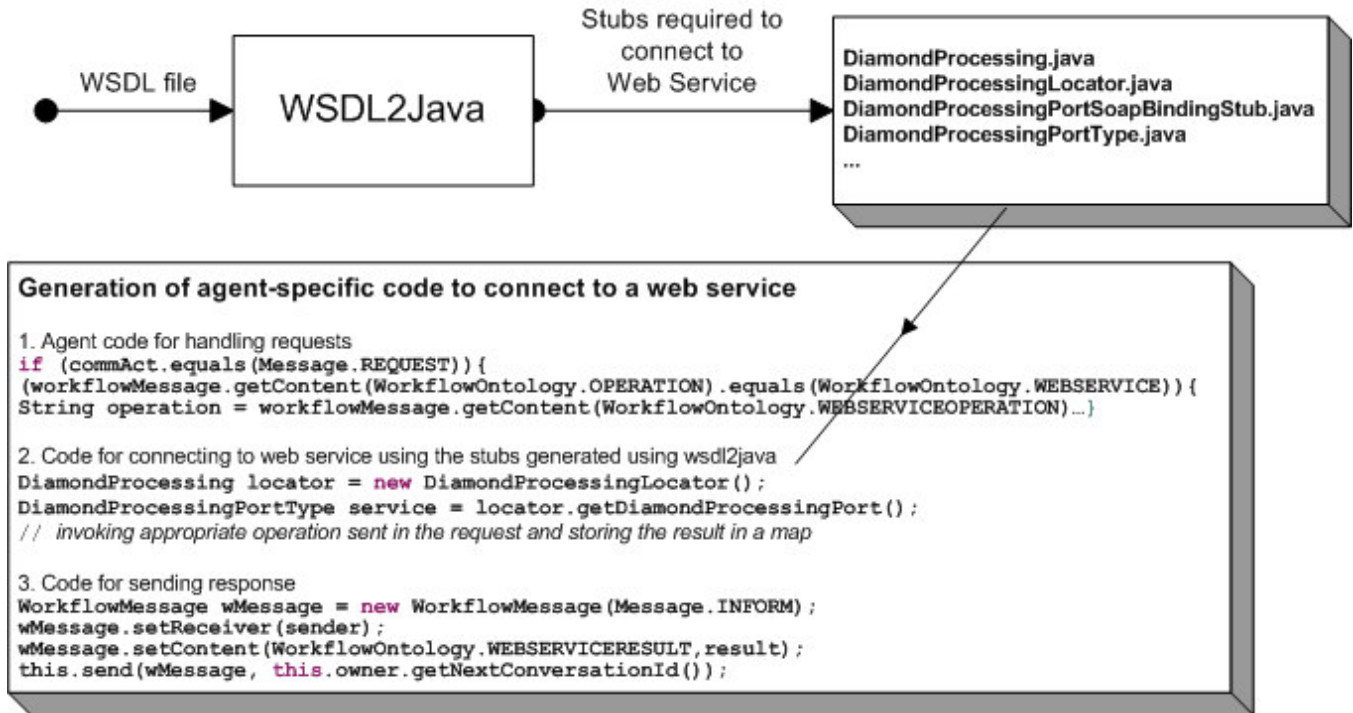 WSDL file
WSDL2Java
Stubs required to
connect to
Web Service
DiamondProcessing.java
DiamondProcessingLocator.java
DiamondProcessingPortSoapBindingStub.java
DiamondProcessingPortType.java
...
Generation of agent-specific code to connect to a web service
1. Agent code for handling requests
if (commAct.equals(Message.REQUEST)){
(workflowMessage.getContent(WorkflowOntology.OPERATION).equals(WorkflowOntology.WEBSERVICE)){
String operation = workflowMessage.getContent(WorkflowOntology.WEBSERVICEOPERATION)…}
2. Code for connecting to web service using the stubs generated using wsdl2java
DiamondProcessing locator = new DiamondProcessingLocator();
DiamondProcessingPortType service = locator.getDiamondProcessingPort();
// invoking appropriate operation sent in the request and storing the result in a map
3. Code for sending response
WorkflowMessage wMessage = new WorkflowMessage(Message.INFORM);
wMessage.setReceiver(sender);
wMessage.setContent(WorkflowOntology.WEBSERVICERESULT,result);
this.send(wMessage, this.owner.getNextConversationId());